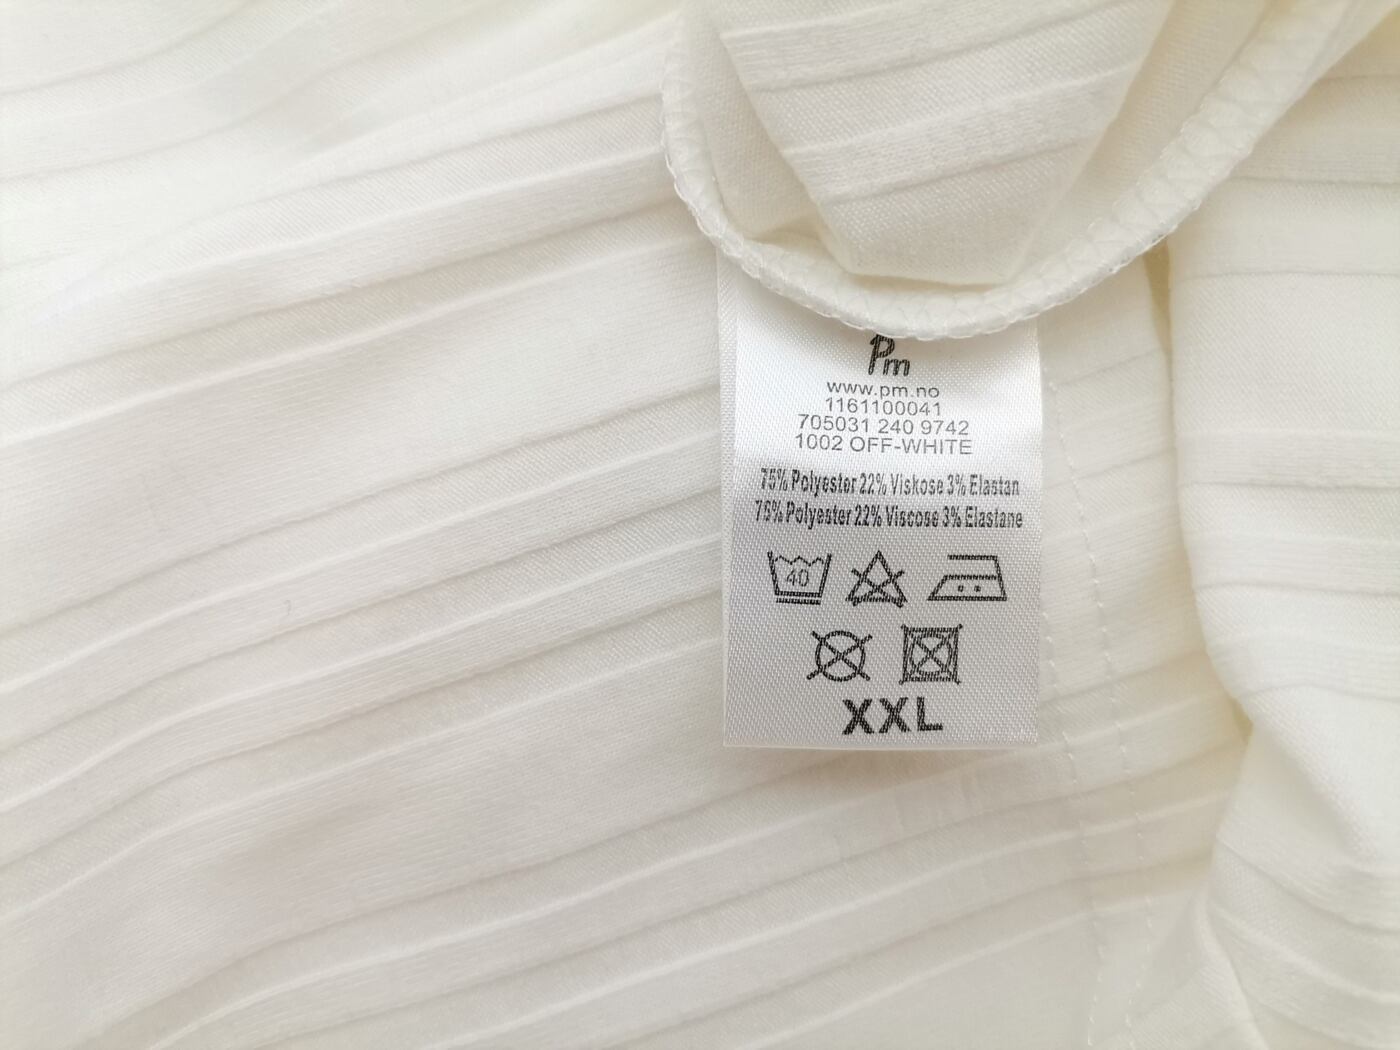 Pm
www.pm.no
1161100041
705031 240 9742
1002 OFF-WHITE
75% Polyester 22% Viskose 3% Elastan
75% Polyester 22% Viscose 3% Elastane
40
XXL